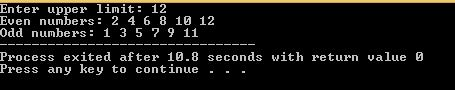 Enter upper limit: 12
Even numbers: 2 4 6 8 10 12
Odd numbers: 1 3 5 7 9 11
--------------------------------
Process exited after 10.8 seconds with return value 0
Press any key to continue . . .